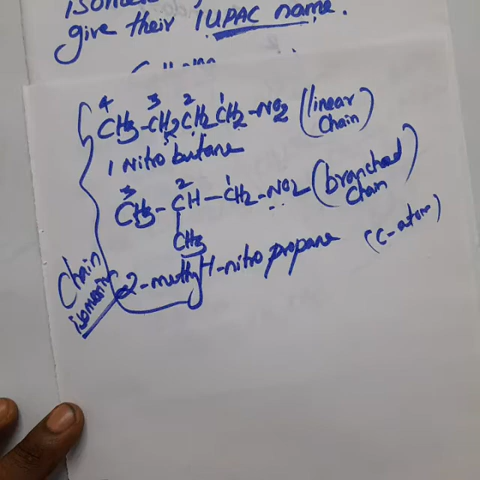 give their IUPAC name.
4 3 2 1
CH3-CH2CH2CH2-NO2 (linear chain)
1 Nitro butane
3 2 1
CH3-CH-CH2-NO2 (branched chain
CH3
(C-atom)
2-methyl 1-nitro propane
Chain
isomerism